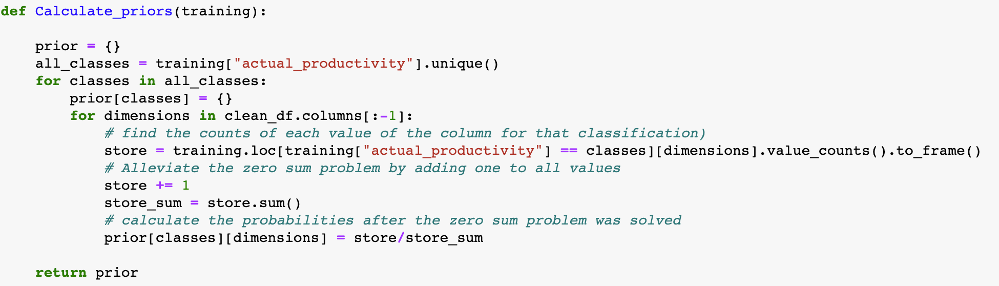 def Calculate_priors(training):
    prior = {}
    all_classes = training["actual_productivity"].unique()
    for classes in all_classes:
        prior[classes] = {}
        for dimensions in clean_df.columns[:-1]:
            # find the counts of each value of the column for that classification)
            store = training.loc[training["actual_productivity"] == classes][dimensions].value_counts().to_frame()
            # Alleviate the zero sum problem by adding one to all values
            store += 1
            store_sum = store.sum()
            # calculate the probabilities after the zero sum problem was solved
            prior[classes][dimensions] = store/store_sum
    return prior